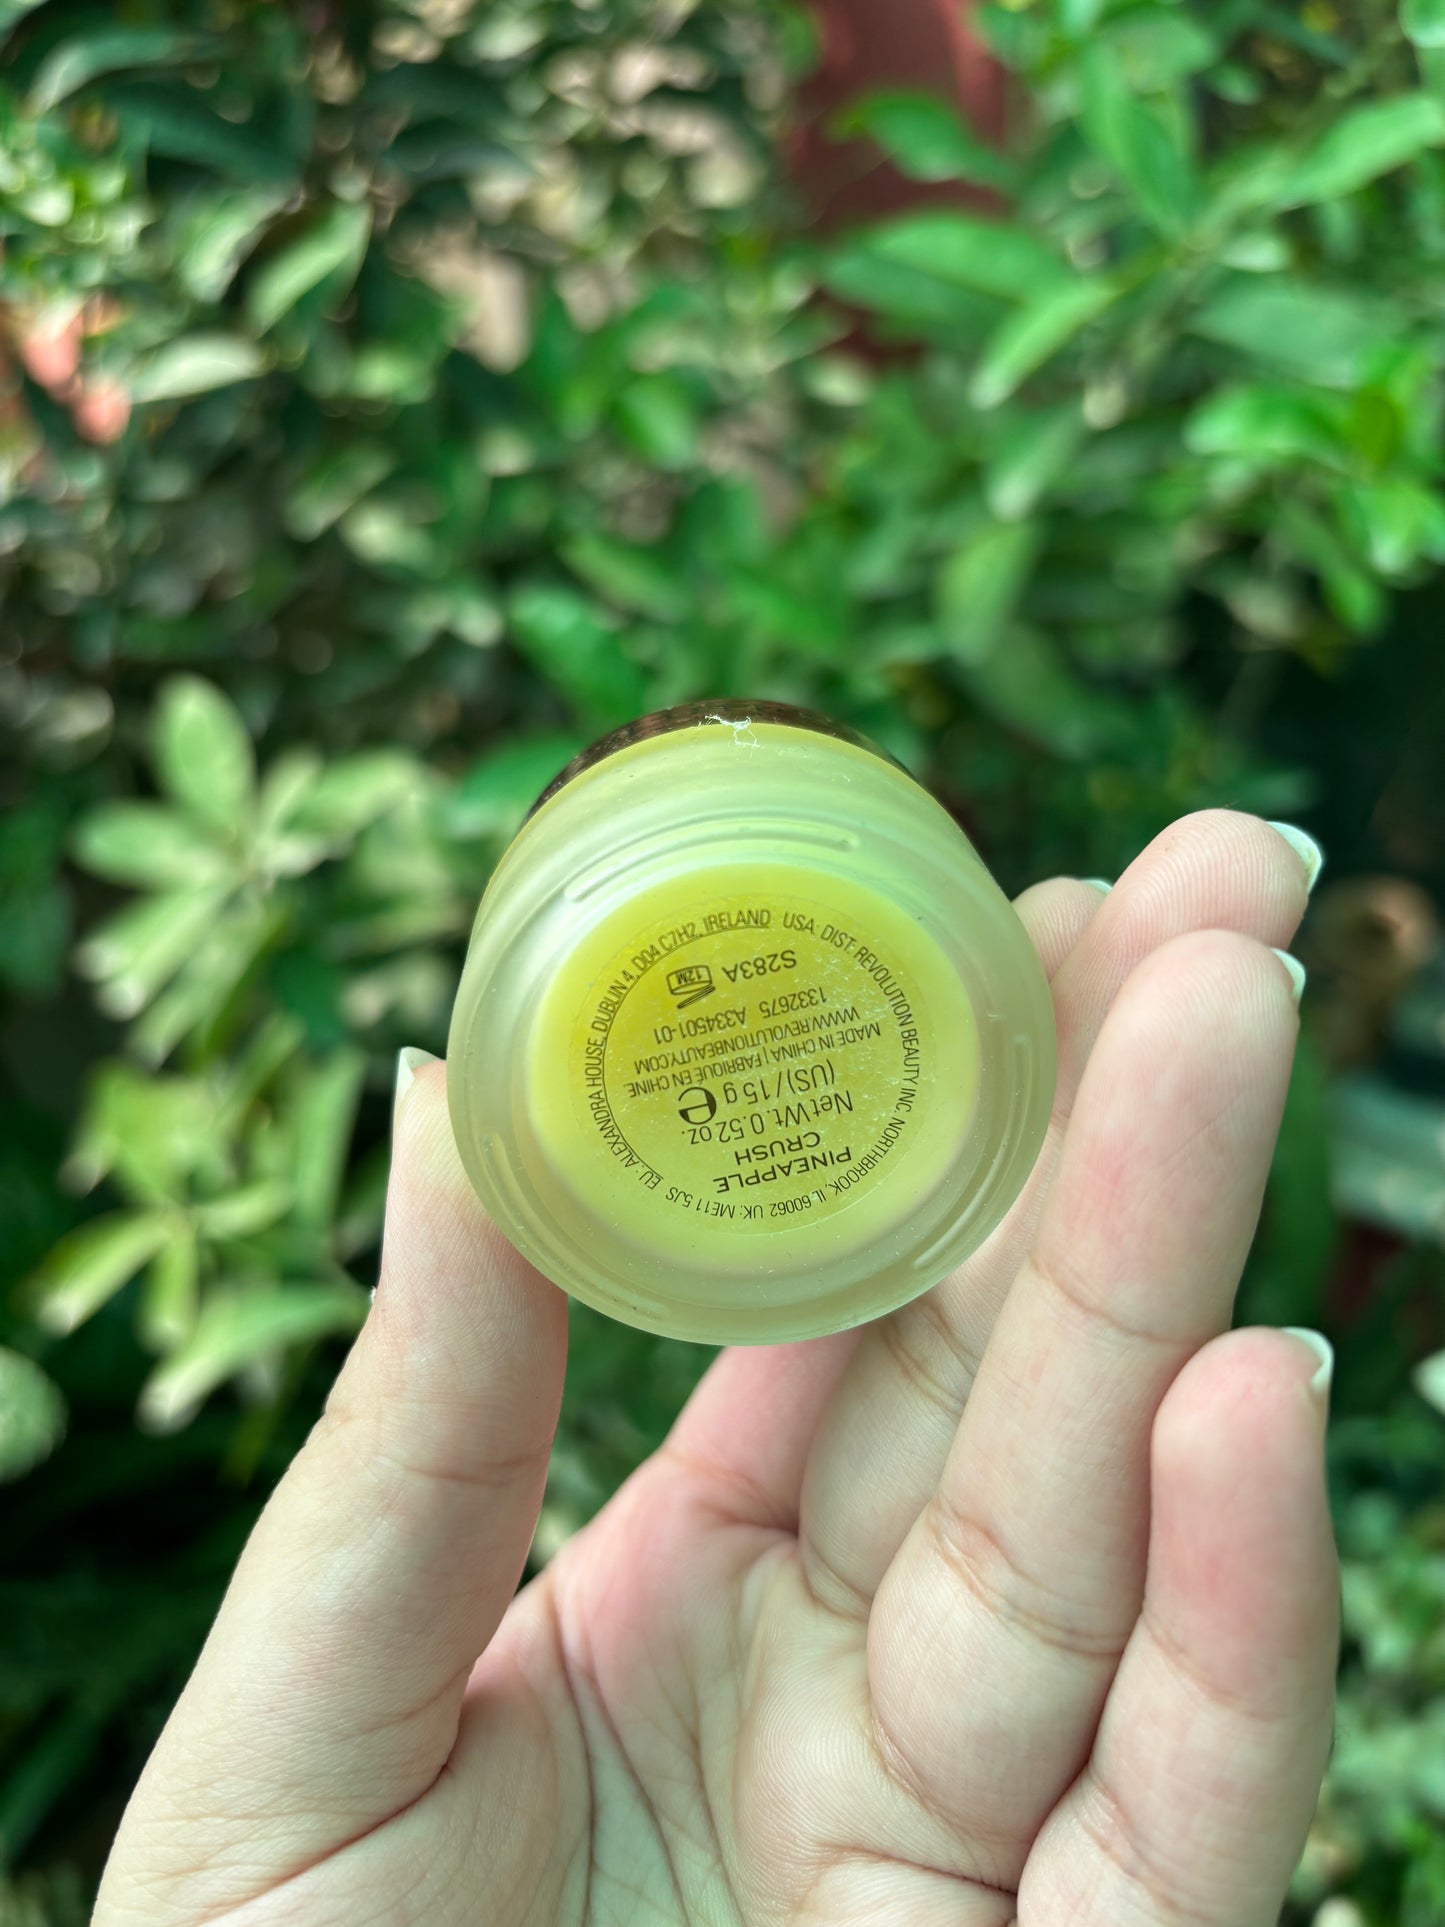 PINEAPPLE
CRUSH
Net Wt. 0.52 oz.
(US) / 15 g e
MADE IN CHINA | FABRIQUÉ EN CHINE
WWW.REVOLUTIONBEAUTY.COM
1332675 A334501-01
S283A 12M
USA: DIST: REVOLUTION BEAUTY INC. NORTHBROOK, IL 60062 UK: ME11 5JS EU: ALEXANDRA HOUSE, DUBLIN 4, D04 C7H2, IRELAND